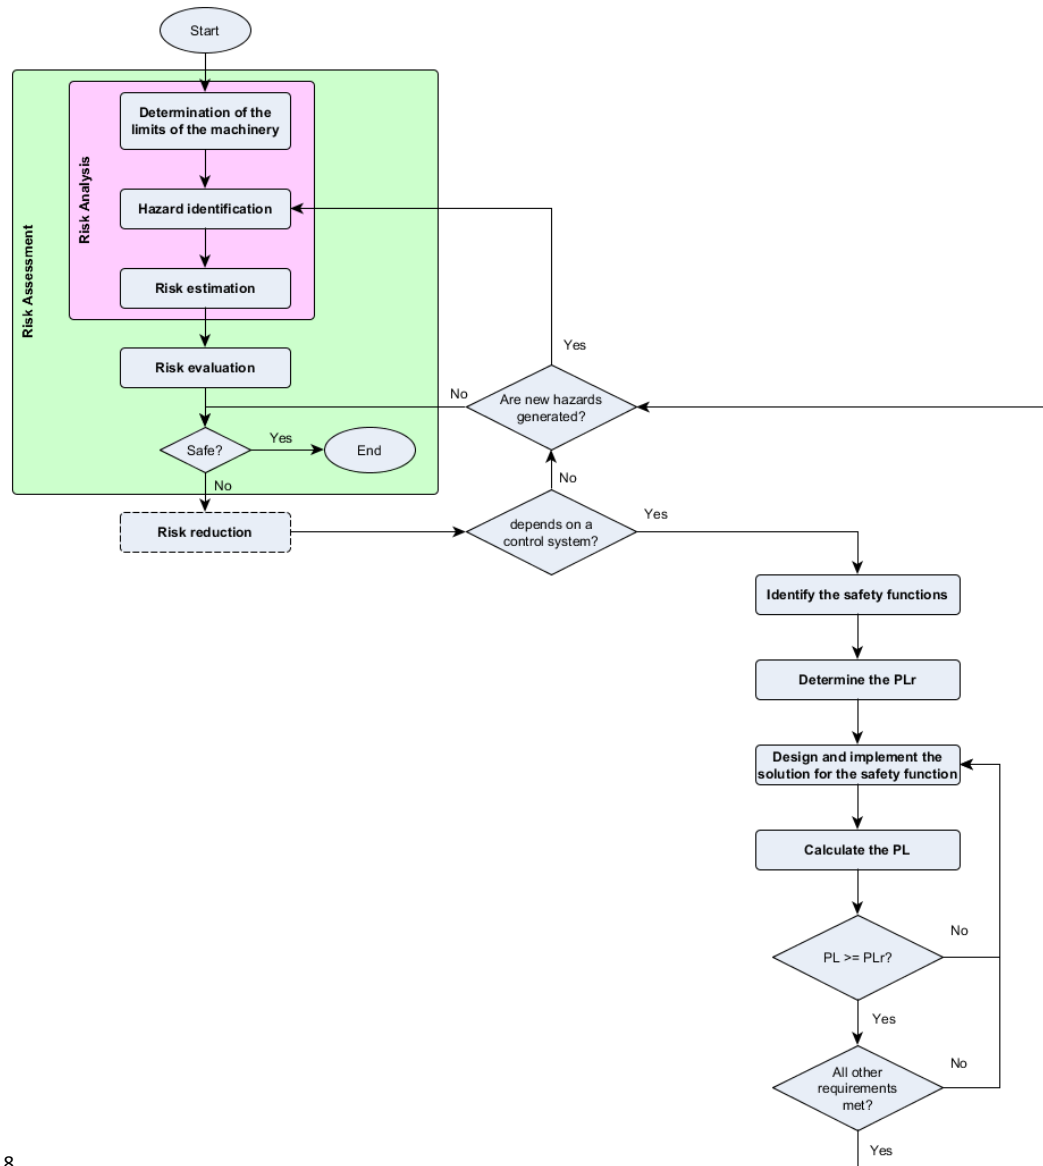 Start
Risk Assessment
Risk Analysis
Determination of the
limits of the machinery
Hazard identification
Risk estimation
Risk evaluation
Safe?
Yes
End
No
Risk reduction
Yes
No
Are new hazards
generated?
No
depends on a
control system?
Yes
Identify the safety functions
Determine the PLr
Design and implement the
solution for the safety function
Calculate the PL
PL >= PLr?
No
Yes
All other
requirements
met?
No
Yes
8